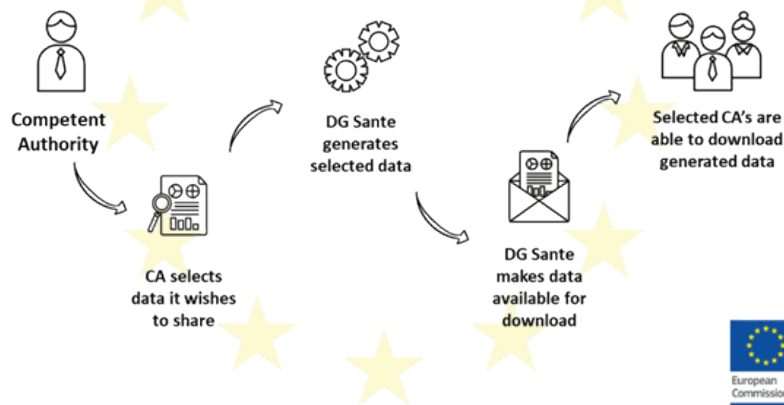 Competent
Authority
CA selects
data it wishes
to share
DG Sante
generates
selected data
DG Sante
makes data
available for
download
Selected CA's are
able to download
generated data
European
Commission